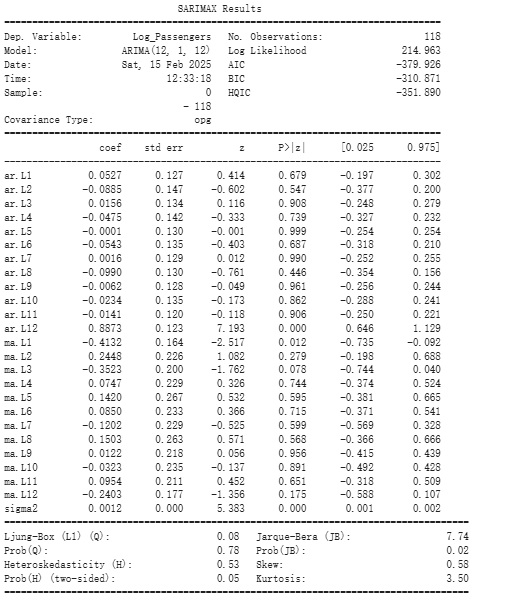 SARIMAX Results
Dep. Variable: Log_Passengers No. Observations: 118
Model: ARIMA(12, 1, 12) Log Likelihood 214.963
Date: Sat, 15 Feb 2025 AIC -379.926
Time: 12:33:18 BIC -310.871
Sample: 0 HQIC -351.890
- 118
Covariance Type: opg
coef std err z P>|z| [0.025 0.975]
ar.L1 0.0527 0.127 0.414 0.679 -0.197 0.302
ar.L2 -0.0885 0.147 -0.602 0.547 -0.377 0.200
ar.L3 0.0156 0.134 0.116 0.908 -0.248 0.279
ar.L4 -0.0475 0.142 -0.333 0.739 -0.327 0.232
ar.L5 -0.0001 0.130 -0.001 0.999 -0.254 0.254
ar.L6 -0.0543 0.135 -0.403 0.687 -0.318 0.210
ar.L7 0.0016 0.129 0.012 0.990 -0.252 0.255
ar.L8 -0.0990 0.130 -0.761 0.446 -0.354 0.156
ar.L9 -0.0062 0.128 -0.049 0.961 -0.256 0.244
ar.L10 -0.0234 0.135 -0.173 0.862 -0.288 0.241
ar.L11 -0.0141 0.120 -0.118 0.906 -0.250 0.221
ar.L12 0.8873 0.123 7.193 0.000 0.646 1.129
ma.L1 -0.4132 0.164 -2.517 0.012 -0.735 -0.092
ma.L2 0.2448 0.226 1.082 0.279 -0.198 0.688
ma.L3 -0.3523 0.200 -1.762 0.078 -0.744 0.040
ma.L4 0.0747 0.229 0.326 0.744 -0.374 0.524
ma.L5 0.1420 0.267 0.532 0.595 -0.381 0.665
ma.L6 0.0850 0.233 0.366 0.715 -0.371 0.541
ma.L7 -0.1202 0.229 -0.525 0.599 -0.569 0.328
ma.L8 0.1503 0.263 0.571 0.568 -0.366 0.666
ma.L9 0.0122 0.218 0.056 0.956 -0.415 0.439
ma.L10 -0.0323 0.235 -0.137 0.891 -0.492 0.428
ma.L11 0.0954 0.211 0.452 0.651 -0.318 0.509
ma.L12 -0.2403 0.177 -1.356 0.175 -0.588 0.107
sigma2 0.0012 0.000 5.383 0.000 0.001 0.002
Ljung-Box (L1) (Q): 0.08 Jarque-Bera (JB): 7.74
Prob(Q): 0.78 Prob(JB): 0.02
Heteroskedasticity (H): 0.53 Skew: 0.58
Prob(H) (two-sided): 0.05 Kurtosis: 3.50